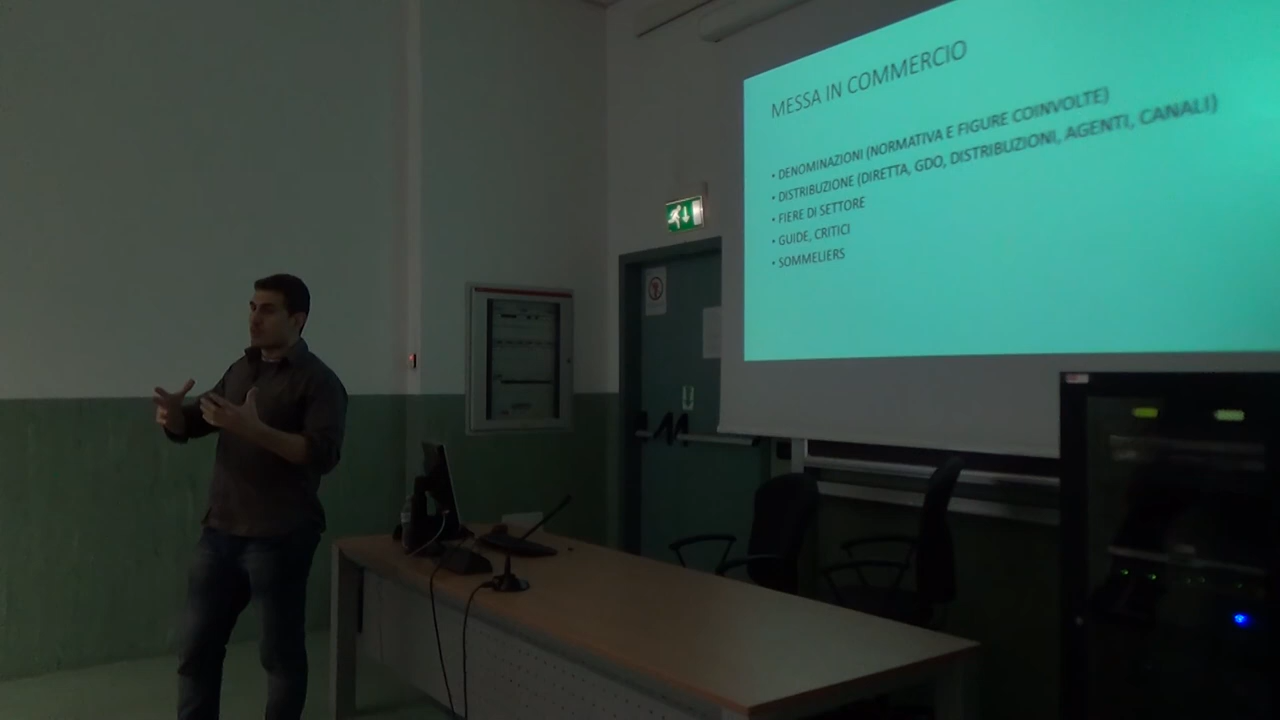 MESSA IN COMMERCIO
• DENOMINAZIONI (NORMATIVA E FIGURE COINVOLTE)
• DISTRIBUZIONE (DIRETTA, GDO, DISTRIBUZIONI, AGENTI, CANALI)
• FIERE DI SETTORE
• GUIDE, CRITICI
• SOMMELIERS